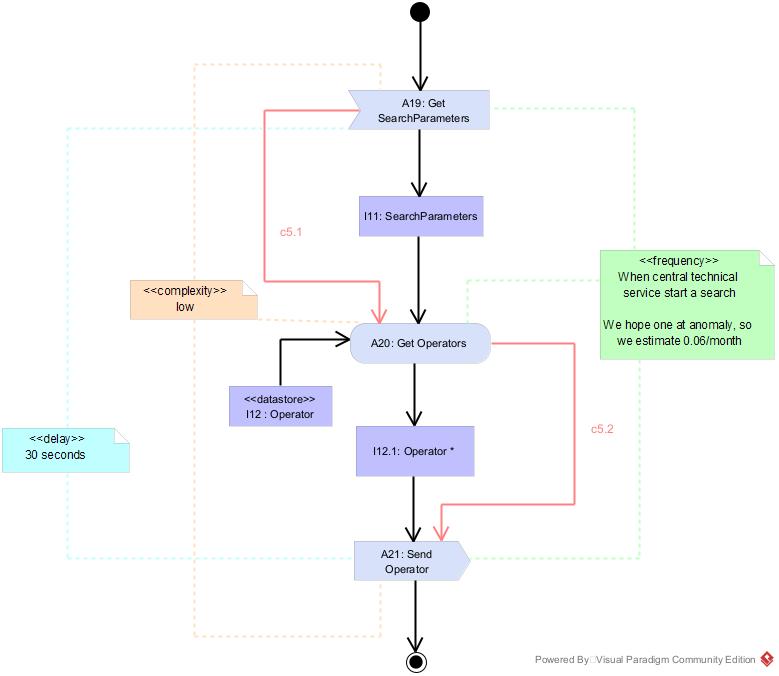 A19: Get
SearchParameters
I11: SearchParameters
c5.1
<<frequency>>
When central technical
service start a search
We hope one at anomaly, so
we estimate 0.06/month
<<complexity>>
low
A20: Get Operators
<<datastore>>
I12 : Operator
c5.2
<<delay>>
30 seconds
I12.1: Operator *
A21: Send
Operator
Powered By Visual Paradigm Community Edition